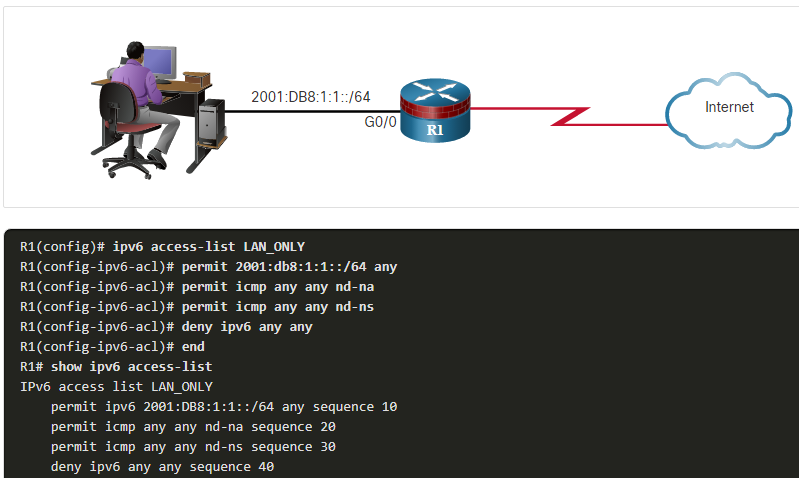 2001:DB8:1:1::/64
G0/0
R1
Internet
R1(config)# ipv6 access-list LAN_ONLY
R1(config-ipv6-acl)# permit 2001:db8:1:1::/64 any
R1(config-ipv6-acl)# permit icmp any any nd-na
R1(config-ipv6-acl)# permit icmp any any nd-ns
R1(config-ipv6-acl)# deny ipv6 any any
R1(config-ipv6-acl)# end
R1# show ipv6 access-list
IPv6 access list LAN_ONLY
    permit ipv6 2001:DB8:1:1::/64 any sequence 10
    permit icmp any any nd-na sequence 20
    permit icmp any any nd-ns sequence 30
    deny ipv6 any any sequence 40